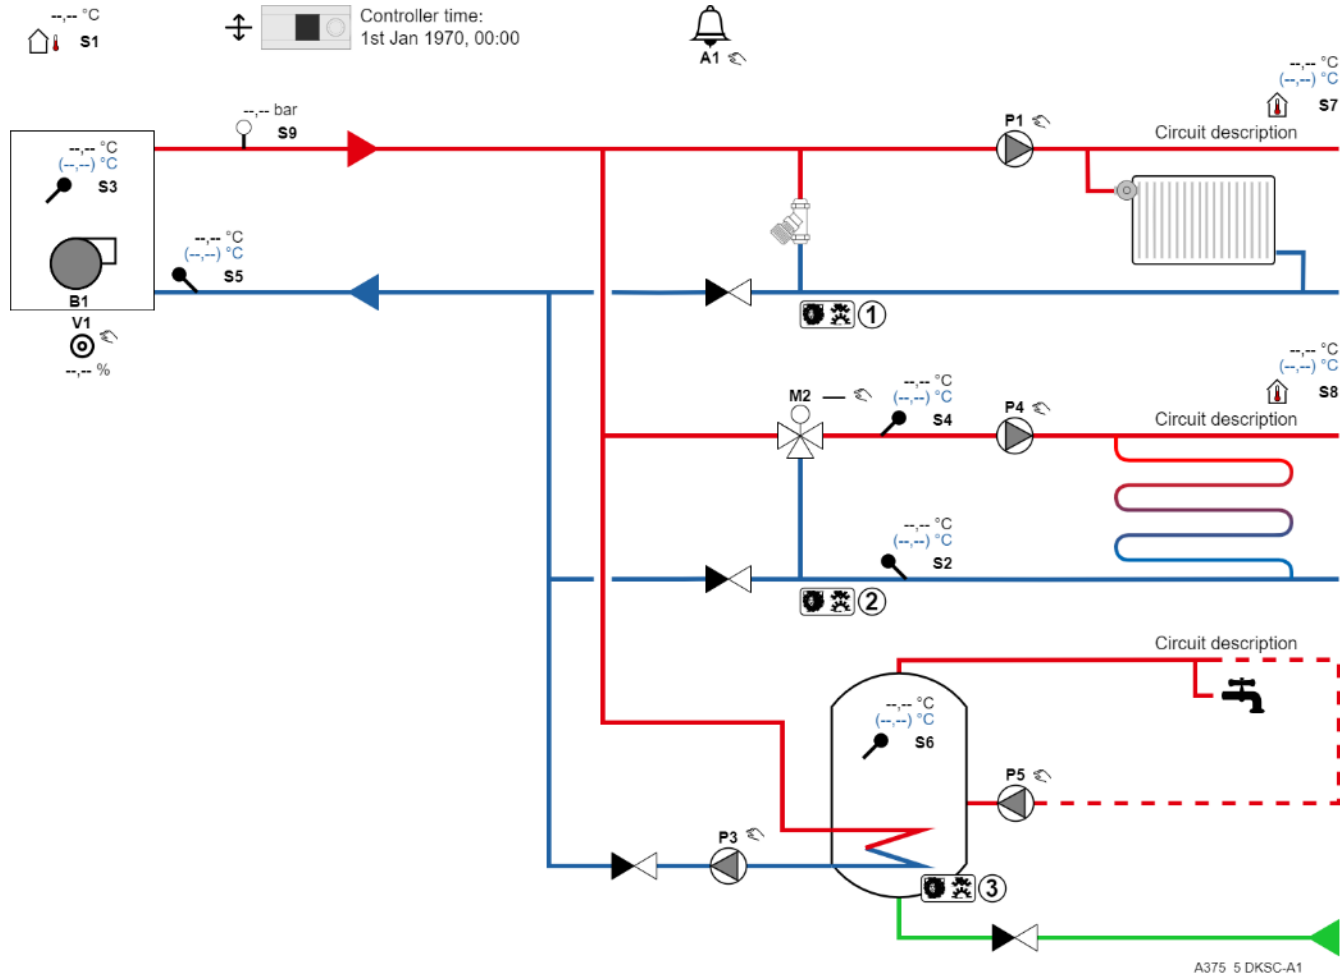 --,-- °C
S1
Controller time:
1st Jan 1970, 00:00
A1
--,-- °C
(--,--) °C
S7
--,-- bar
S9
P1
Circuit description
--,-- °C
(--,--) °C
S3
--,-- °C
(--,--) °C
S5
B1
V1
--,-- %
1
--,-- °C
(--,--) °C
S8
M2
--,-- °C
(--,--) °C
S4
P4
Circuit description
--,-- °C
(--,--) °C
S2
2
Circuit description
--,-- °C
(--,--) °C
S6
P5
P3
3
A375 5 DKSC-A1